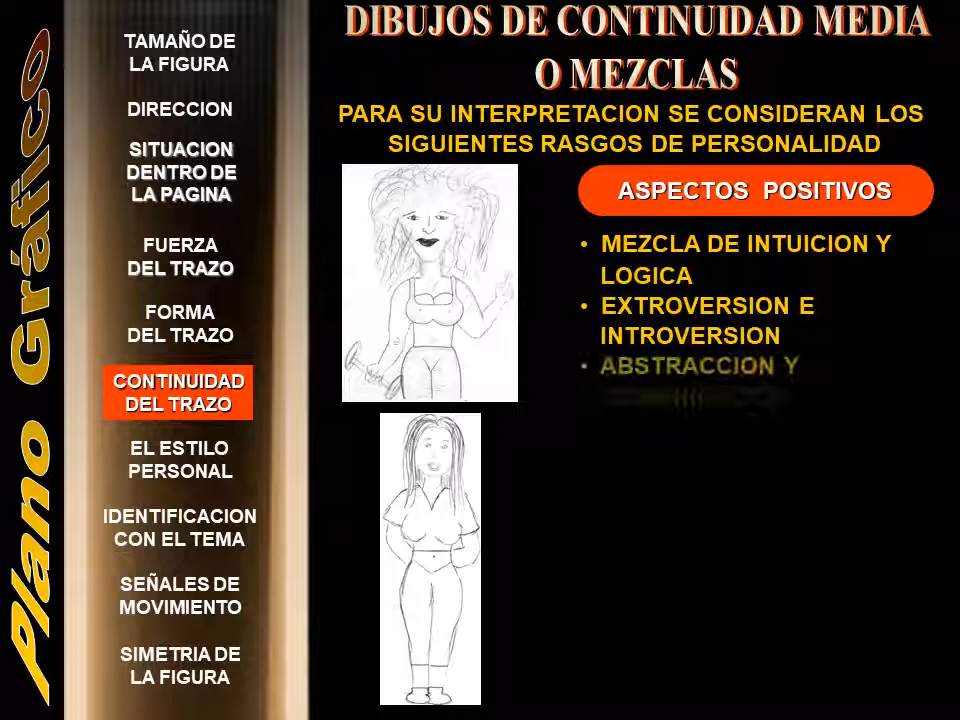 Plano Gráfico
TAMAÑO DE
LA FIGURA
DIRECCION
SITUACION
DENTRO DE
LA PAGINA
FUERZA
DEL TRAZO
FORMA
DEL TRAZO
CONTINUIDAD
DEL TRAZO
EL ESTILO
PERSONAL
IDENTIFICACION
CON EL TEMA
SEÑALES DE
MOVIMIENTO
SIMETRIA DE
LA FIGURA
DIBUJOS DE CONTINUIDAD MEDIA
O MEZCLAS
PARA SU INTERPRETACION SE CONSIDERAN LOS
SIGUIENTES RASGOS DE PERSONALIDAD
ASPECTOS POSITIVOS
• MEZCLA DE INTUICION Y
LOGICA
• EXTROVERSION E
INTROVERSION
• ABSTRACCION Y